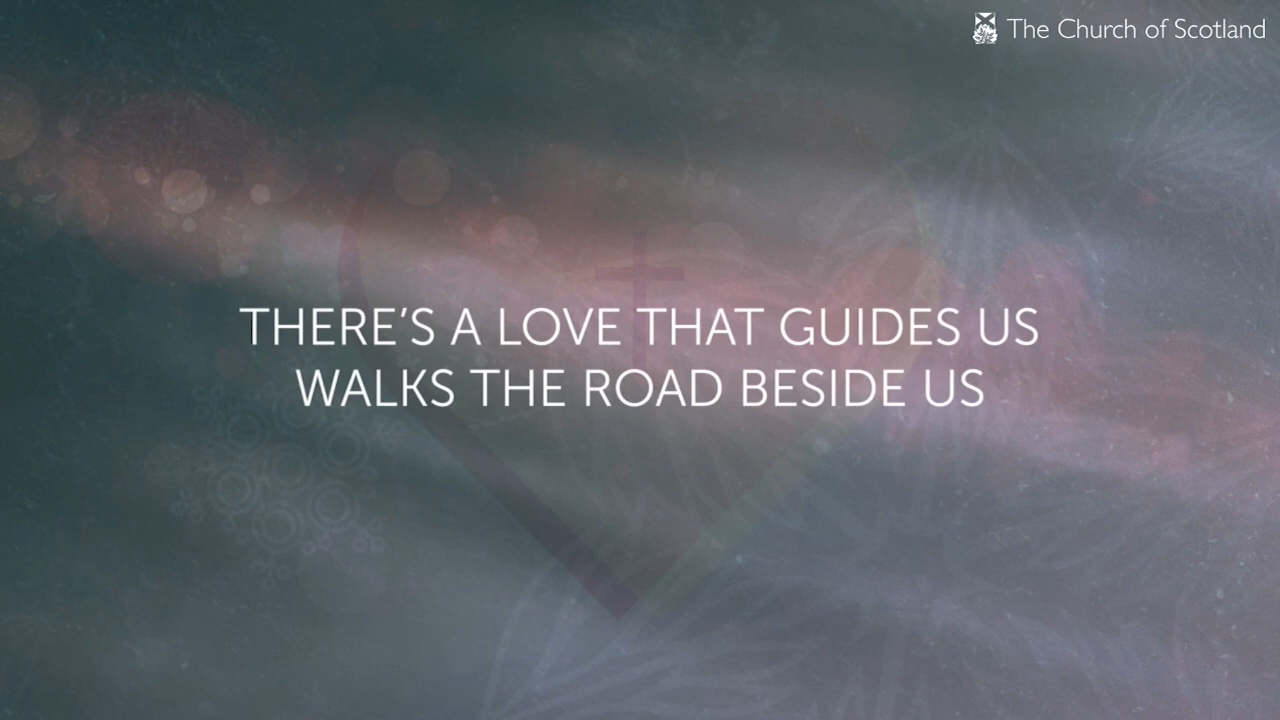 The Church of Scotland
THERE’S A LOVE THAT GUIDES US
WALKS THE ROAD BESIDE US